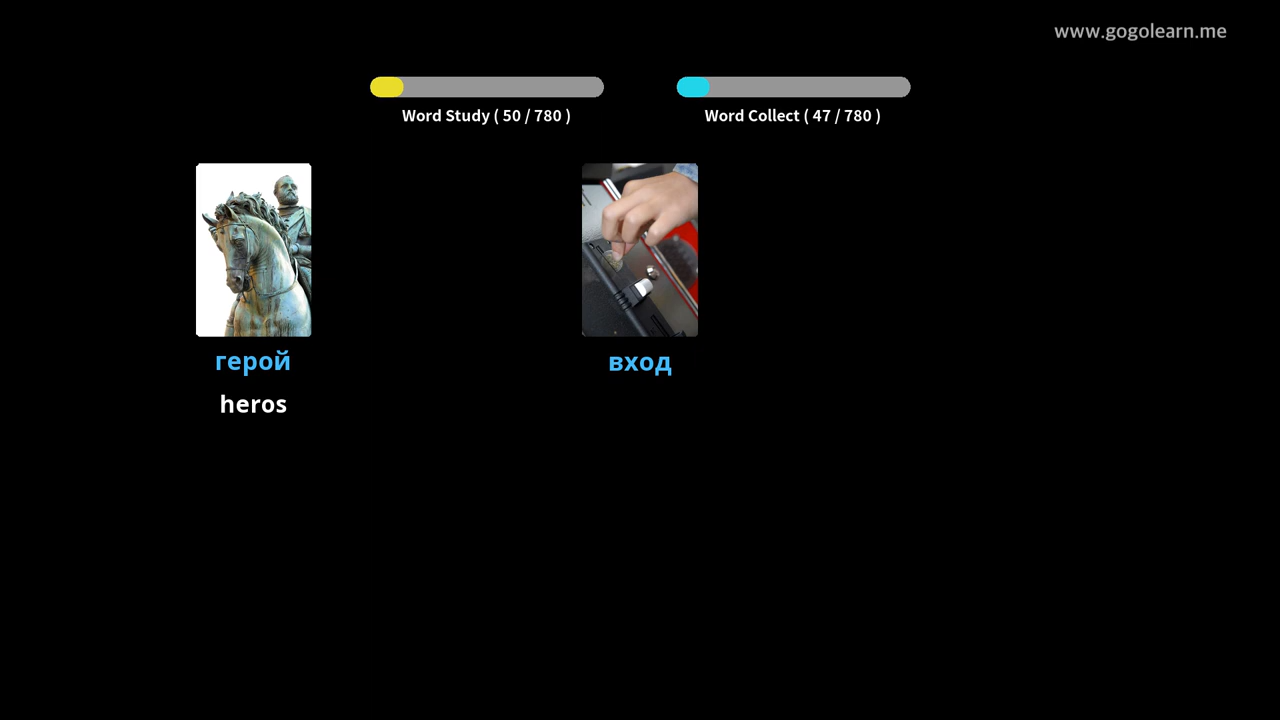 www.gogolearn.me
Word Study ( 50 / 780 )
Word Collect ( 47 / 780 )
герой
heros
вход